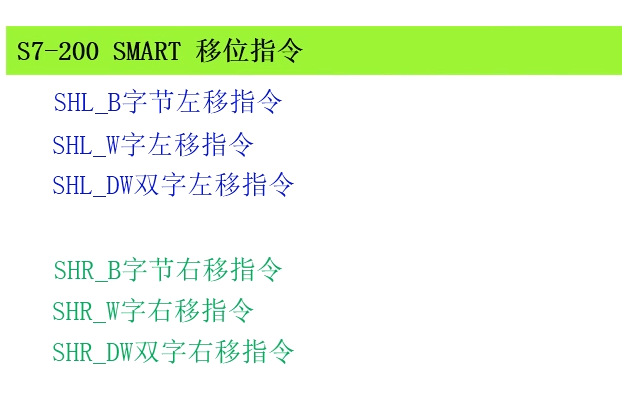 S7-200 SMART 移位指令
SHL_B字节左移指令
SHL_W字左移指令
SHL_DW双字左移指令
SHR_B字节右移指令
SHR_W字右移指令
SHR_DW双字右移指令